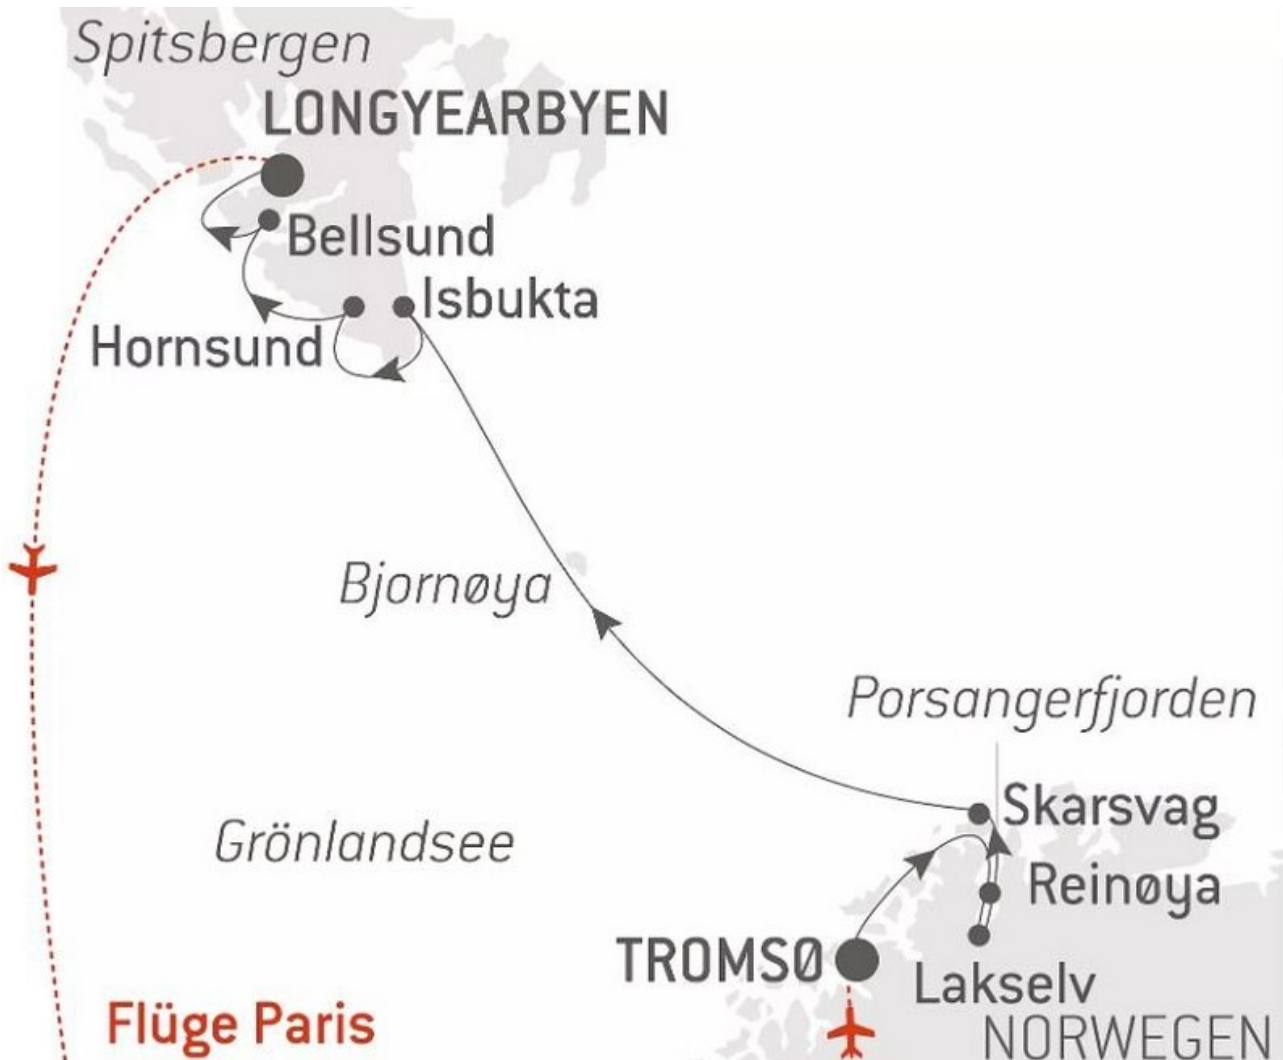 Spitsbergen
LONGYEARBYEN
Bellsund
Isbukta
Hornsund
Bjornøya
Porsangerfjorden
Skarsvag
Grönlandsee
Reinøya
TROMSØ
Lakselv
Flüge Paris
NORWEGEN